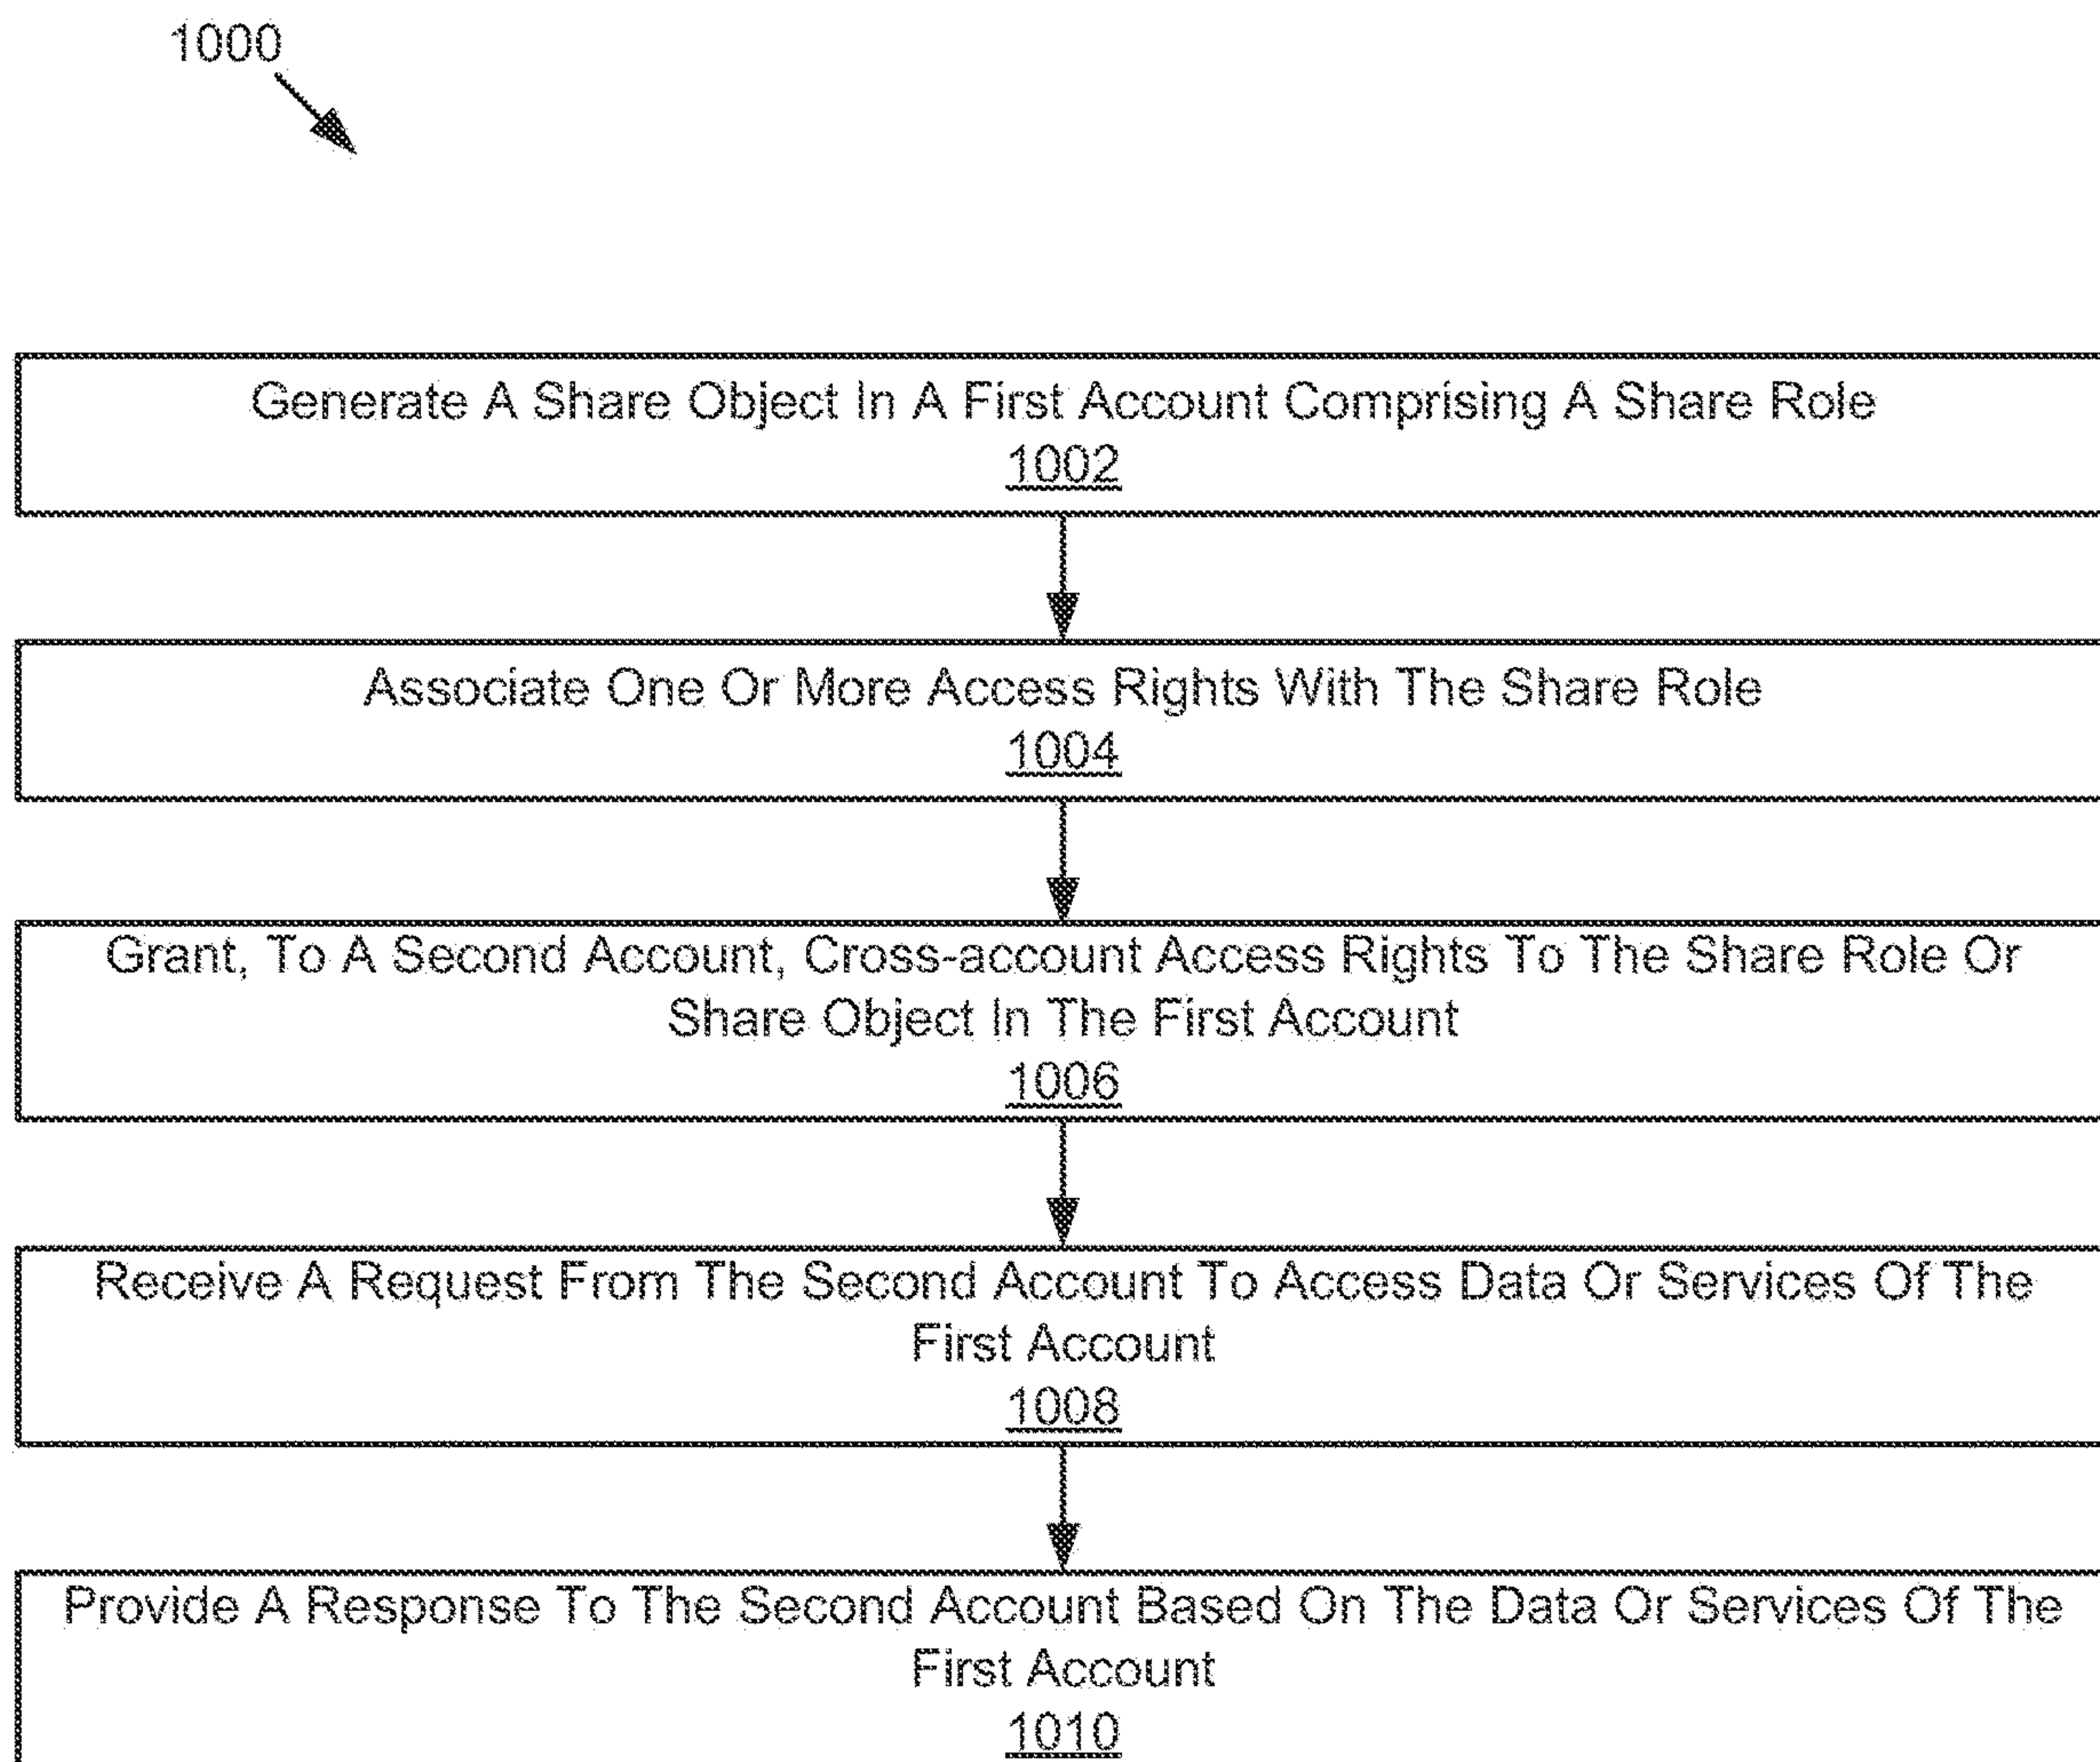 1000
Generate A Share Object In A First Account Comprising A Share Role
1002
Associate One Or More Access Rights With The Share Role
1004
Grant, To A Second Account, Cross-account Access Rights To The Share Role Or
Share Object In The First Account
1006
Receive A Request From The Second Account To Access Data Or Services Of The
First Account
1008
Provide A Response To The Second Account Based On The Data Or Services Of The
First Account
1010